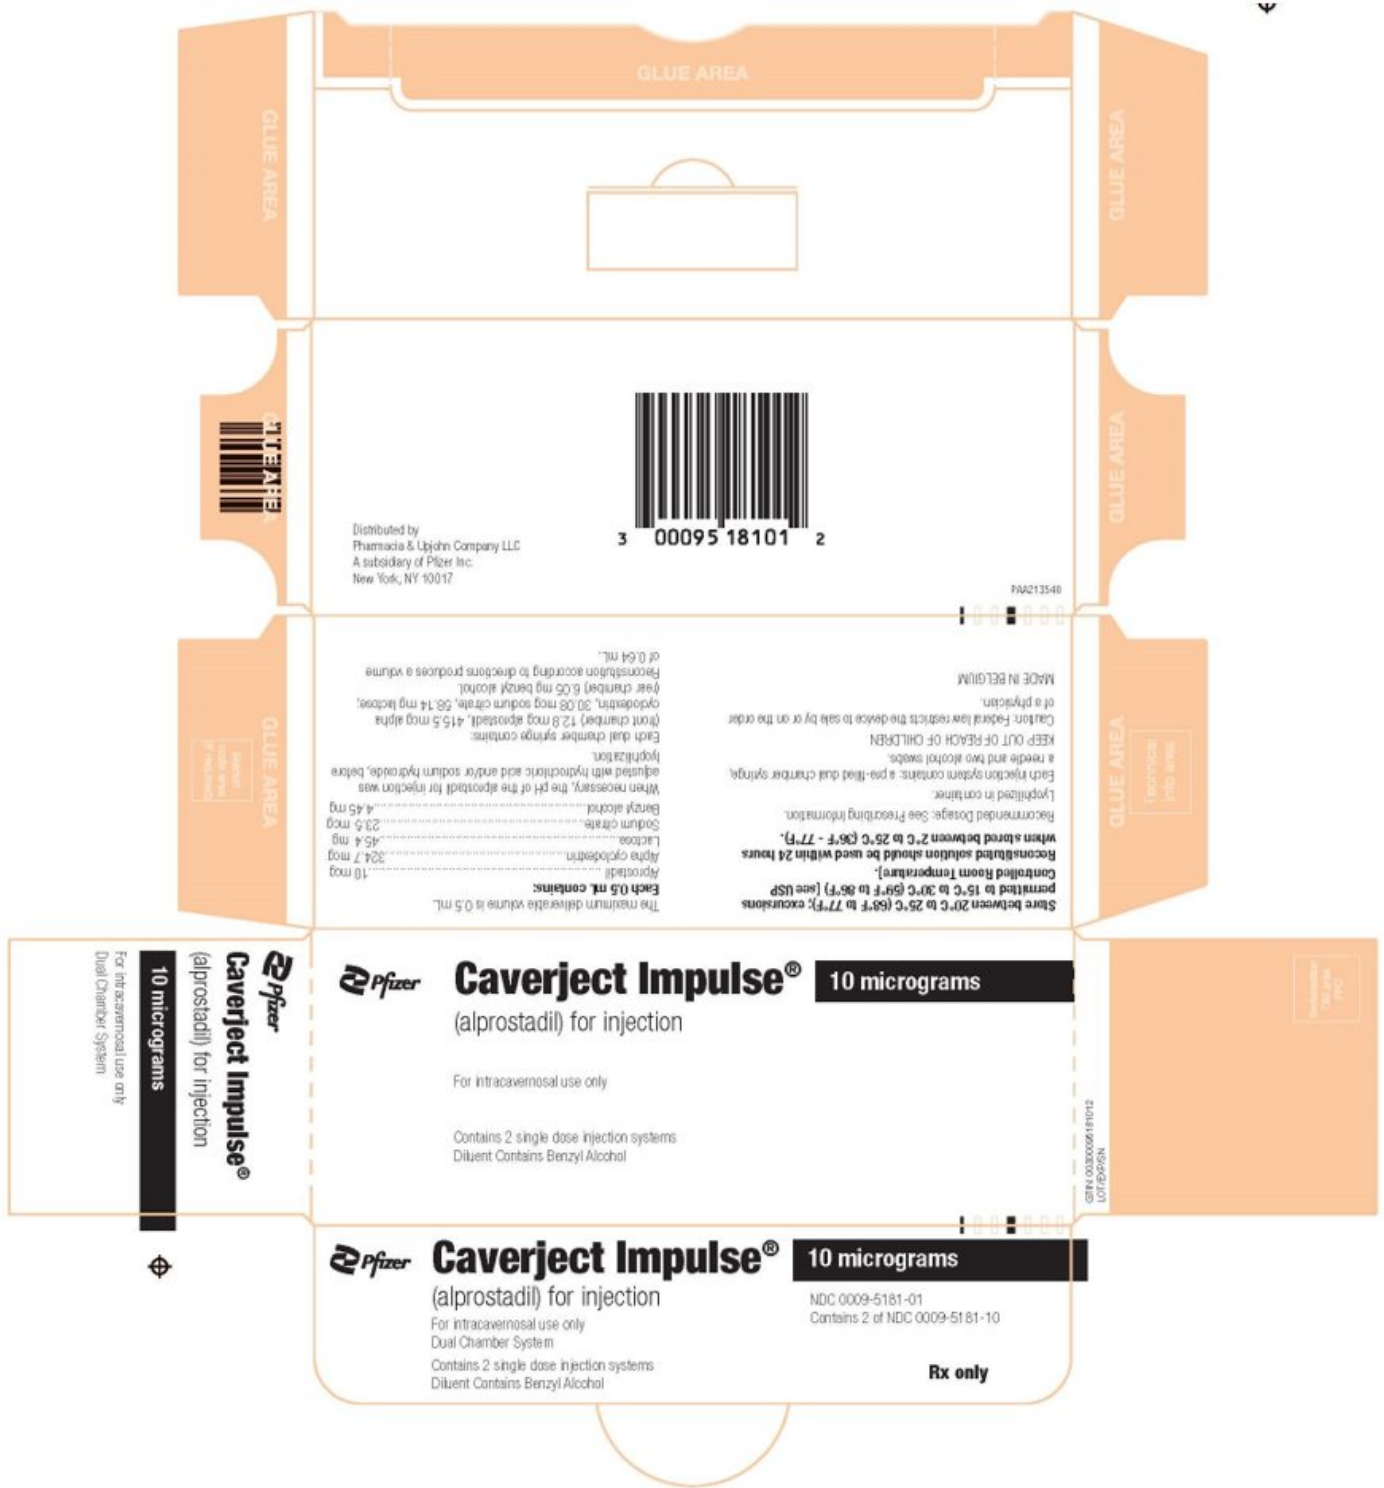 GLUE AREA
GLUE AREA
GLUE AREA
GLUE AREA
GLUE AREA
3 00095 18101 2
Distributed by
Pharmacia & Upjohn Company LLC
A subsidiary of Pfizer Inc.
New York, NY 10017
PAA213540
GLUE AREA
GLUE AREA
Technical
Info area
The maximum deliverable volume is 0.5 mL.
Each 0.5 mL contains:
Alprostadil ........................................................10 mcg
Alpha cyclodextrin.............................................324.7 mcg
Lactose.............................................................45.4 mg
Sodium citrate...................................................23.5 mcg
Benzyl alcohol...................................................4.45 mg
When necessary, the pH of the alprostadil for injection was
adjusted with hydrochloric acid and/or sodium hydroxide, before
lyophilization.
Each dual chamber syringe contains:
(front chamber) 12.8 mcg alprostadil, 415.5 mcg alpha
cyclodextrin, 30.08 mcg sodium citrate, 58.14 mg lactose;
(rear chamber) 6.05 mg benzyl alcohol.
Reconstitution according to directions produces a volume
of 0.64 mL.
Store between 20°C to 25°C (68°F to 77°F); excursions
permitted to 15°C to 30°C (59°F to 86°F) [see USP
Controlled Room Temperature].
Reconstituted solution should be used within 24 hours
when stored between 2°C to 25°C (36°F - 77°F).
Recommended Dosage: See Prescribing Information.
Lyophilized in container.
Each injection system contains: a pre-filled dual chamber syringe,
a needle and two alcohol swabs.
KEEP OUT OF REACH OF CHILDREN
Caution: Federal law restricts the device to sale by or on the order
of a physician.
MADE IN BELGIUM
Pfizer
Caverject Impulse®
(alprostadil) for injection
10 micrograms
For intracavernosal use only
Dual Chamber System
Pfizer
Caverject Impulse®
10 micrograms
(alprostadil) for injection
For intracavernosal use only
Contains 2 single dose injection systems
Diluent Contains Benzyl Alcohol
GTIN: 00300095181012
LOT/EXP/SN
Pfizer
Caverject Impulse®
10 micrograms
(alprostadil) for injection
For intracavernosal use only
Dual Chamber System
Contains 2 single dose injection systems
Diluent Contains Benzyl Alcohol
NDC 0009-5181-01
Contains 2 of NDC 0009-5181-10
Rx only